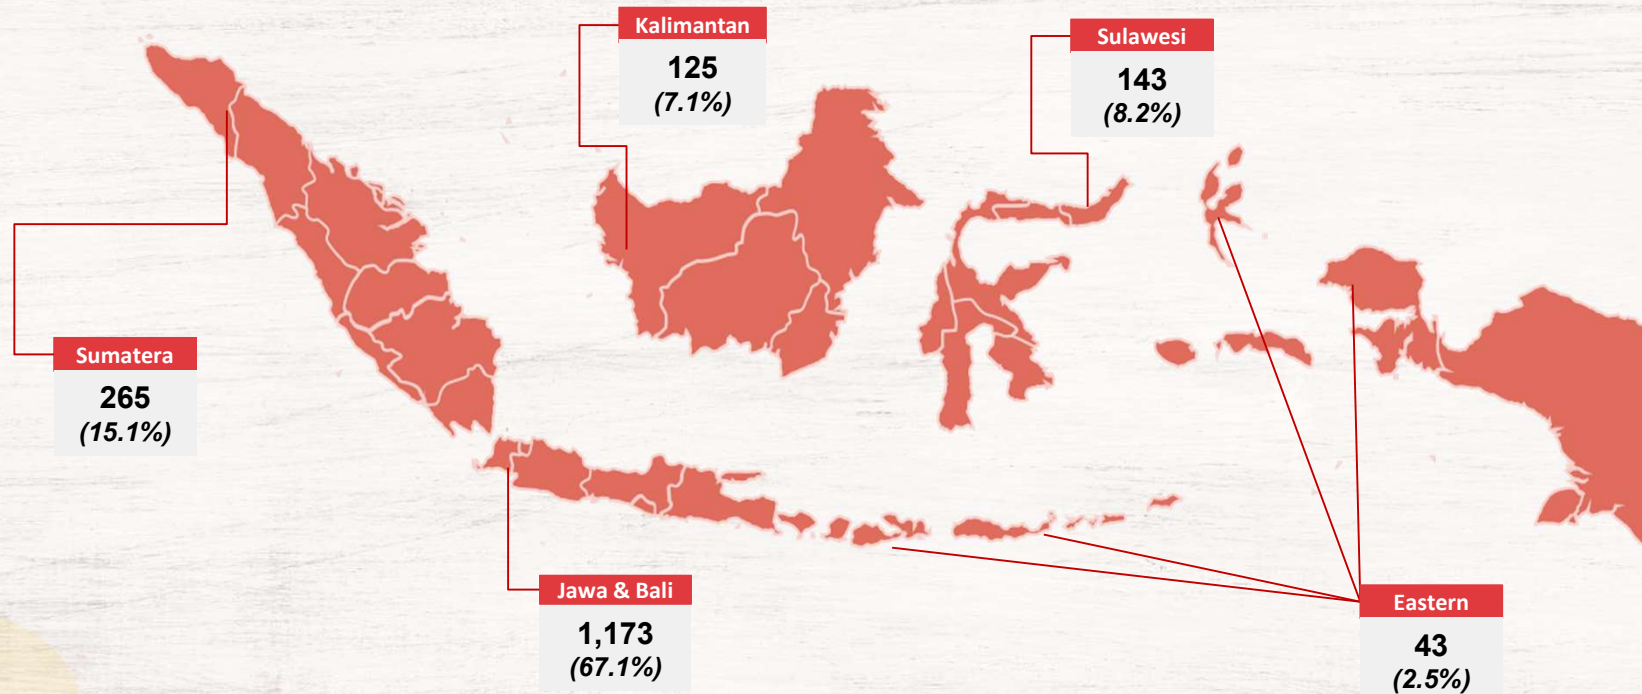 Kalimantan
125
(7.1%)
Sulawesi
143
(8.2%)
Sumatera
265
(15.1%)
Jawa & Bali
1,173
(67.1%)
Eastern
43
(2.5%)